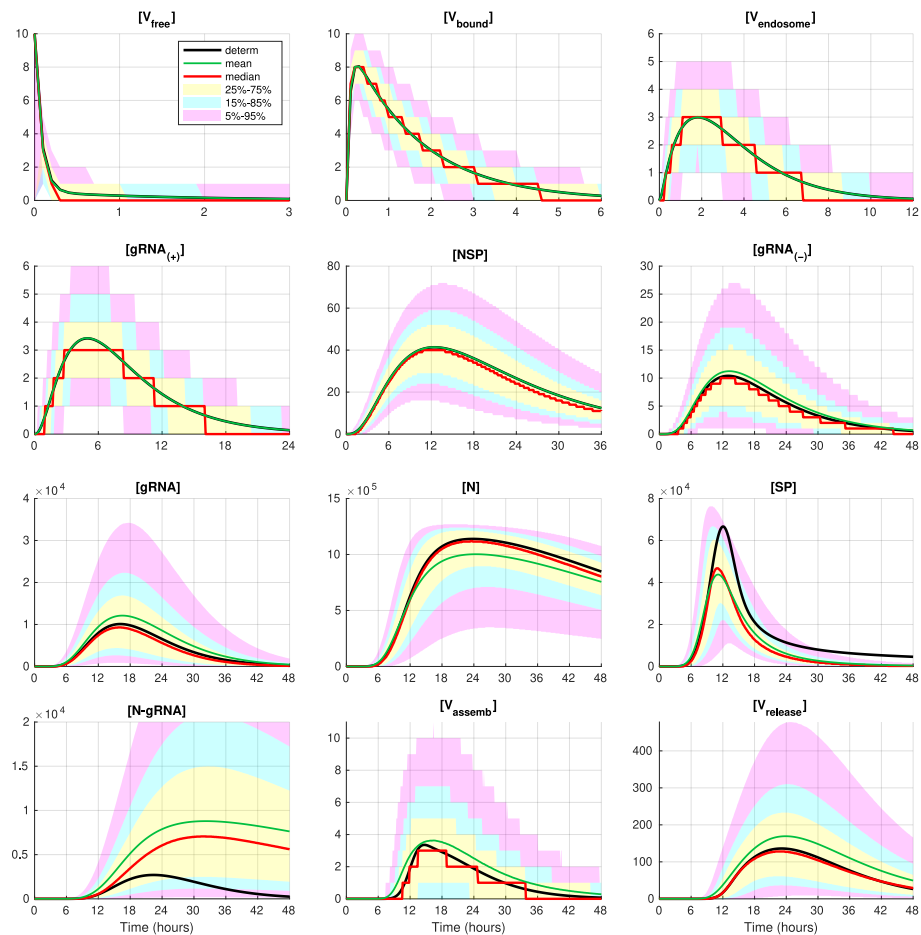 [V_free] [V_bound] [V_endosome]
10 10 6
determ
mean
median
25%-75%
15%-85%
5%-95%
8 8 5
6 6 4
4 4 3
2 2 2
1
0 0 0
0 1 2 3 0 1 2 3 4 5 6 0 2 4 6 8 10 12
[gRNA_(+)] [NSP] [gRNA_(−)]
6 80 30
5 60 25
4 20
3 40 15
2 20 10
1 5
0 0 0
0 6 12 18 24 0 6 12 18 24 30 36 0 6 12 18 24 30 36 42 48
[gRNA] [N] [SP]
× 10^4 × 10^5 × 10^4
4 15 8
3 10 6
2 4
1 5 2
0 0 0
0 6 12 18 24 30 36 42 48 0 6 12 18 24 30 36 42 48 0 6 12 18 24 30 36 42 48
[N-gRNA] [V_assemb] [V_release]
× 10^4
2 10 400
1.5 8 300
1 6 200
0.5 4 100
2
0 0 0
0 6 12 18 24 30 36 42 48 0 6 12 18 24 30 36 42 48 0 6 12 18 24 30 36 42 48
Time (hours) Time (hours) Time (hours)